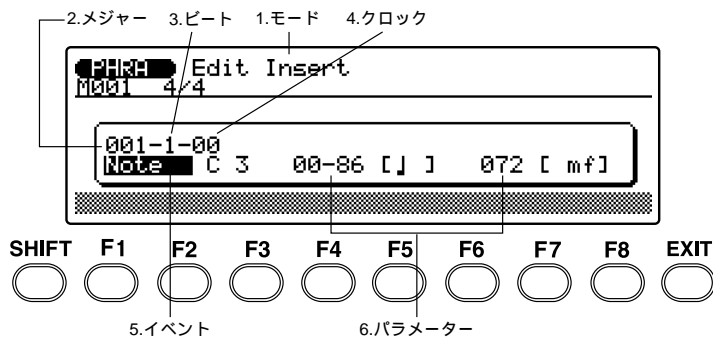 2.メジャー 3.ビート 1.モード 4.クロック
PHRA Edit Insert
M001 4/4
001-1-00
Note C 3 00-86 [♩ ] 072 [ mf]
SHIFT F1 F2 F3 F4 F5 F6 F7 F8 EXIT
5.イベント 6.パラメーター